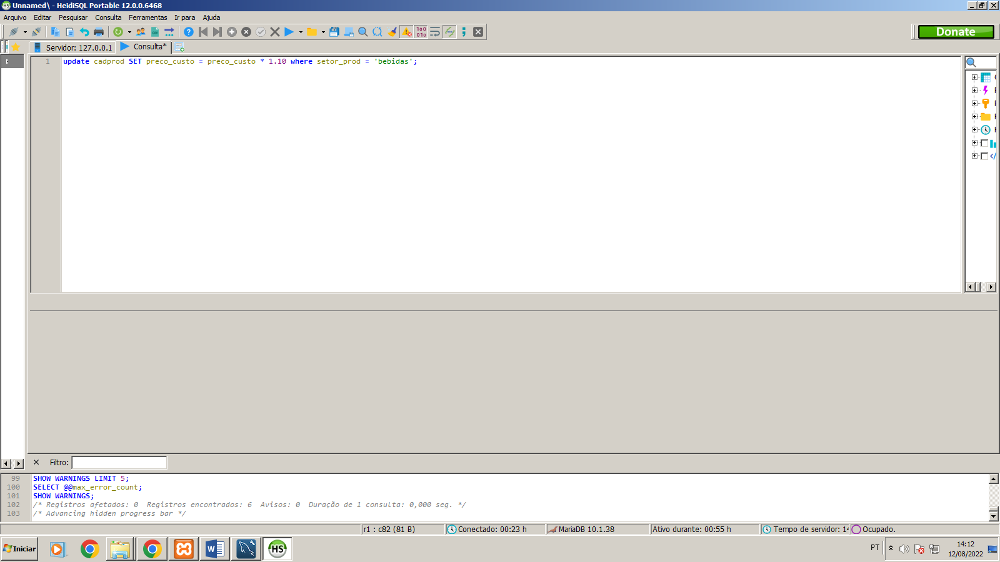 Unnamed\ - HeidiSQL Portable 12.0.0.6468
Arquivo Editar Pesquisar Consulta Ferramentas Ir para Ajuda
Donate
Servidor: 127.0.0.1 Consulta*
1 update cadprod SET preco_custo = preco_custo * 1.10 where setor_prod = 'bebidas';
Filtro:
99 SHOW WARNINGS LIMIT 5;
100 SELECT @@max_error_count;
101 SHOW WARNINGS;
102 /* Registros afetados: 0 Registros encontrados: 6 Avisos: 0 Duração de 1 consulta: 0,000 seg. */
103 /* Advancing hidden progress bar */
r1 : c82 (81 B) Conectado: 00:23 h MariaDB 10.1.38 Ativo durante: 00:55 h Tempo de servidor: 14 Ocupado.
Iniciar
PT
14:12
12/08/2022